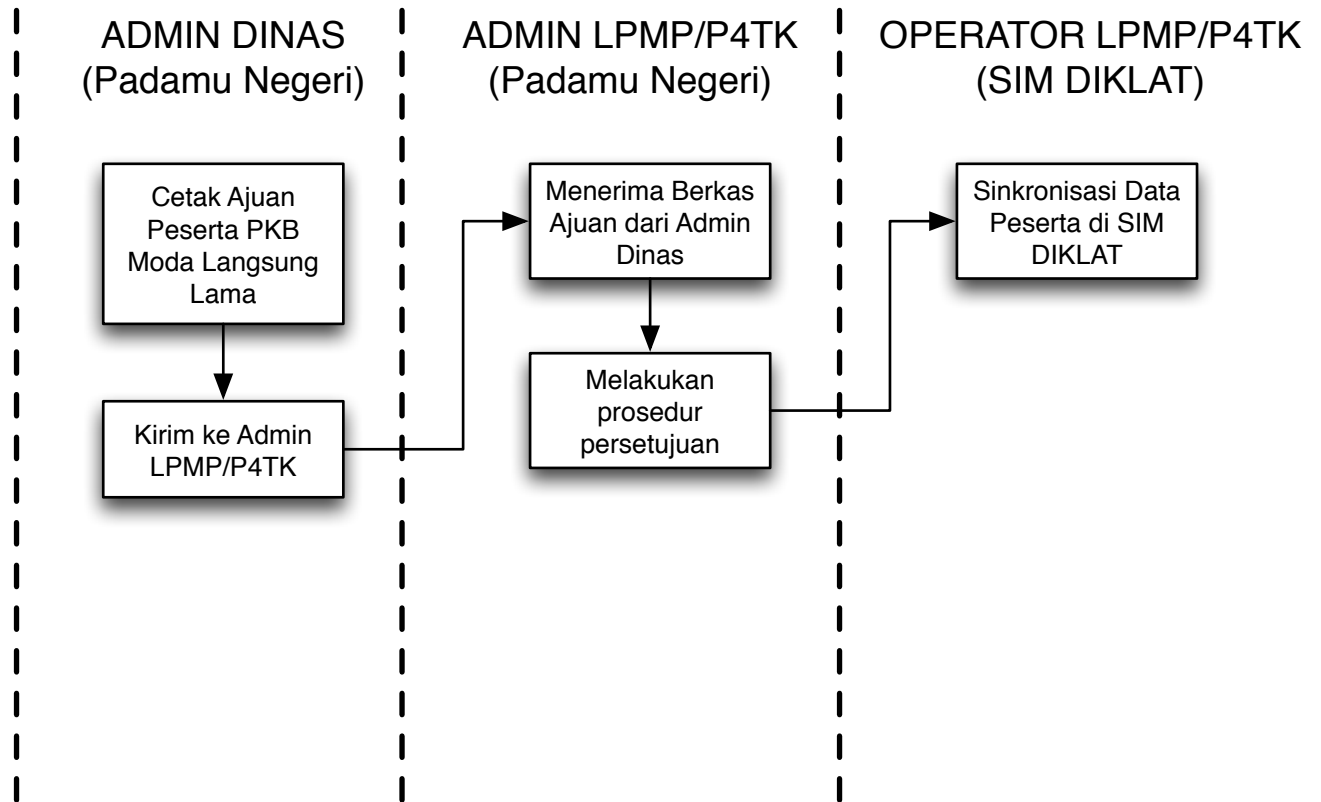 ADMIN DINAS
(Padamu Negeri)
ADMIN LPMP/P4TK
(Padamu Negeri)
OPERATOR LPMP/P4TK
(SIM DIKLAT)
Cetak Ajuan
Peserta PKB
Moda Langsung
Lama
Kirim ke Admin
LPMP/P4TK
Menerima Berkas
Ajuan dari Admin
Dinas
Melakukan
prosedur
persetujuan
Sinkronisasi Data
Peserta di SIM
DIKLAT